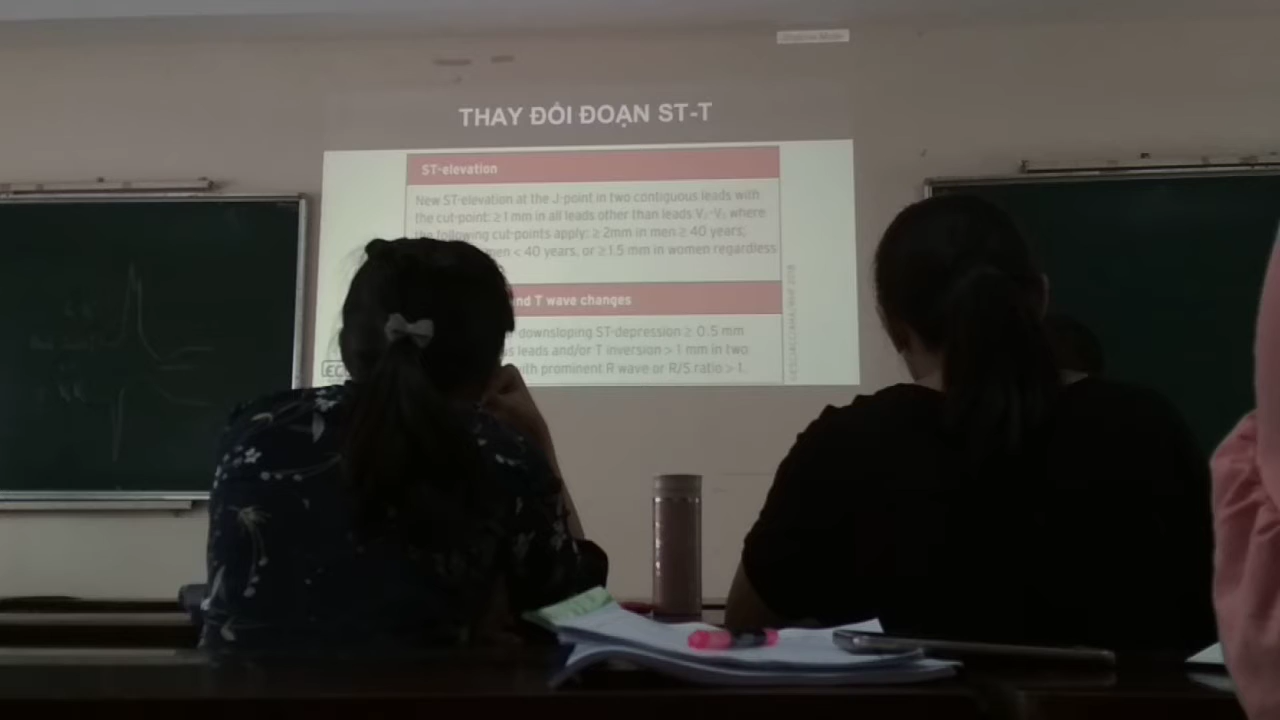 THAY ĐỔI ĐOẠN ST-T
ST-elevation
New ST-elevation at the J-point in two contiguous leads with
the cut-point: ≥ 1 mm in all leads other than leads V₂-V₃ where
the following cut-points apply: ≥ 2mm in men ≥ 40 years;
men < 40 years, or ≥ 1.5 mm in women regardless
nd T wave changes
downsloping ST-depression ≥ 0.5 mm
s leads and/or T inversion > 1 mm in two
with prominent R wave or R/S ratio > 1.